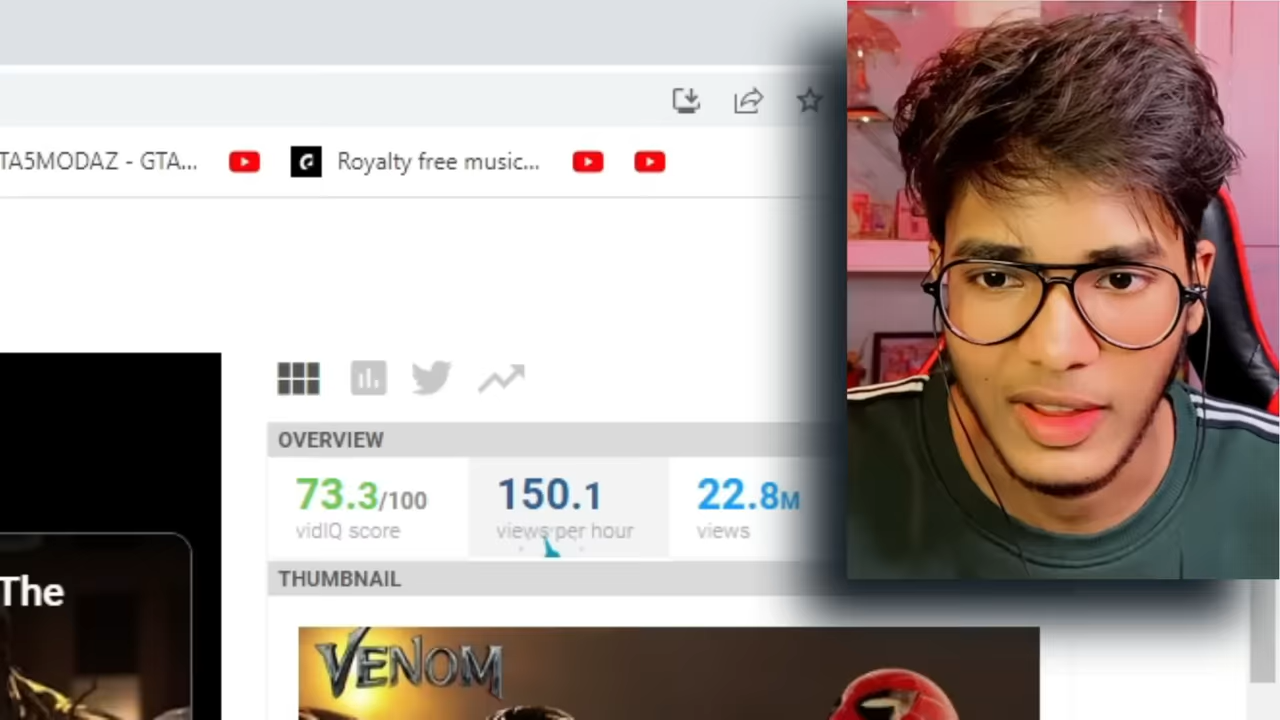 TA5MODAZ - GTA... Royalty free music...
OVERVIEW
73.3/100 150.1 22.8M
vidIQ score views per hour views
THUMBNAIL
The
VENOM